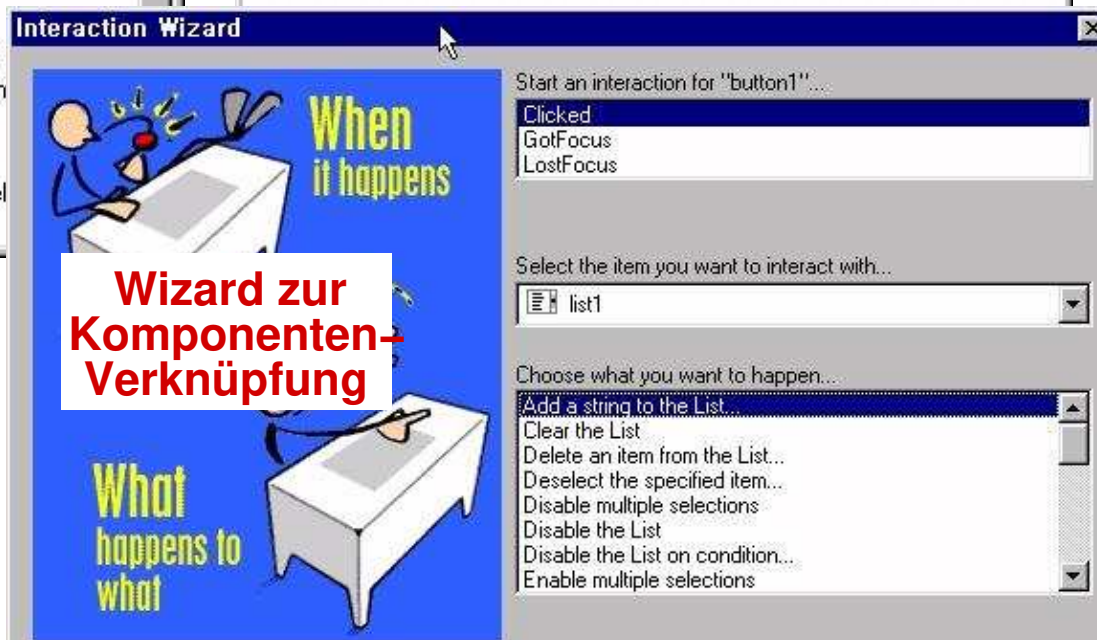 Interaction Wizard
When
it happens
Wizard zur
Komponenten-
Verknüpfung
What
happens to
what
Start an interaction for "button1"...
Clicked
GotFocus
LostFocus
Select the item you want to interact with...
list1
Choose what you want to happen...
Add a string to the List...
Clear the List
Delete an item from the List...
Deselect the specified item...
Disable multiple selections
Disable the List
Disable the List on condition...
Enable multiple selections